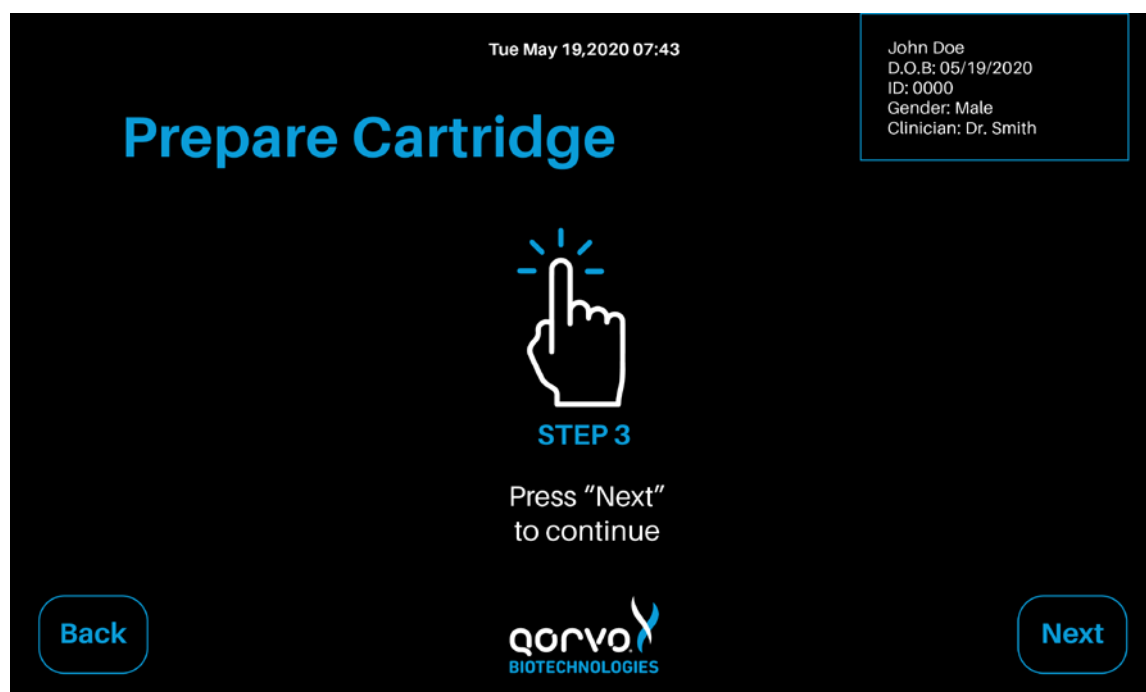 Tue May 19,2020 07:43
John Doe
D.O.B: 05/19/2020
ID: 0000
Gender: Male
Clinician: Dr. Smith
Prepare Cartridge
STEP 3
Press “Next”
to continue
Back
QORVO.
BIOTECHNOLOGIES
Next